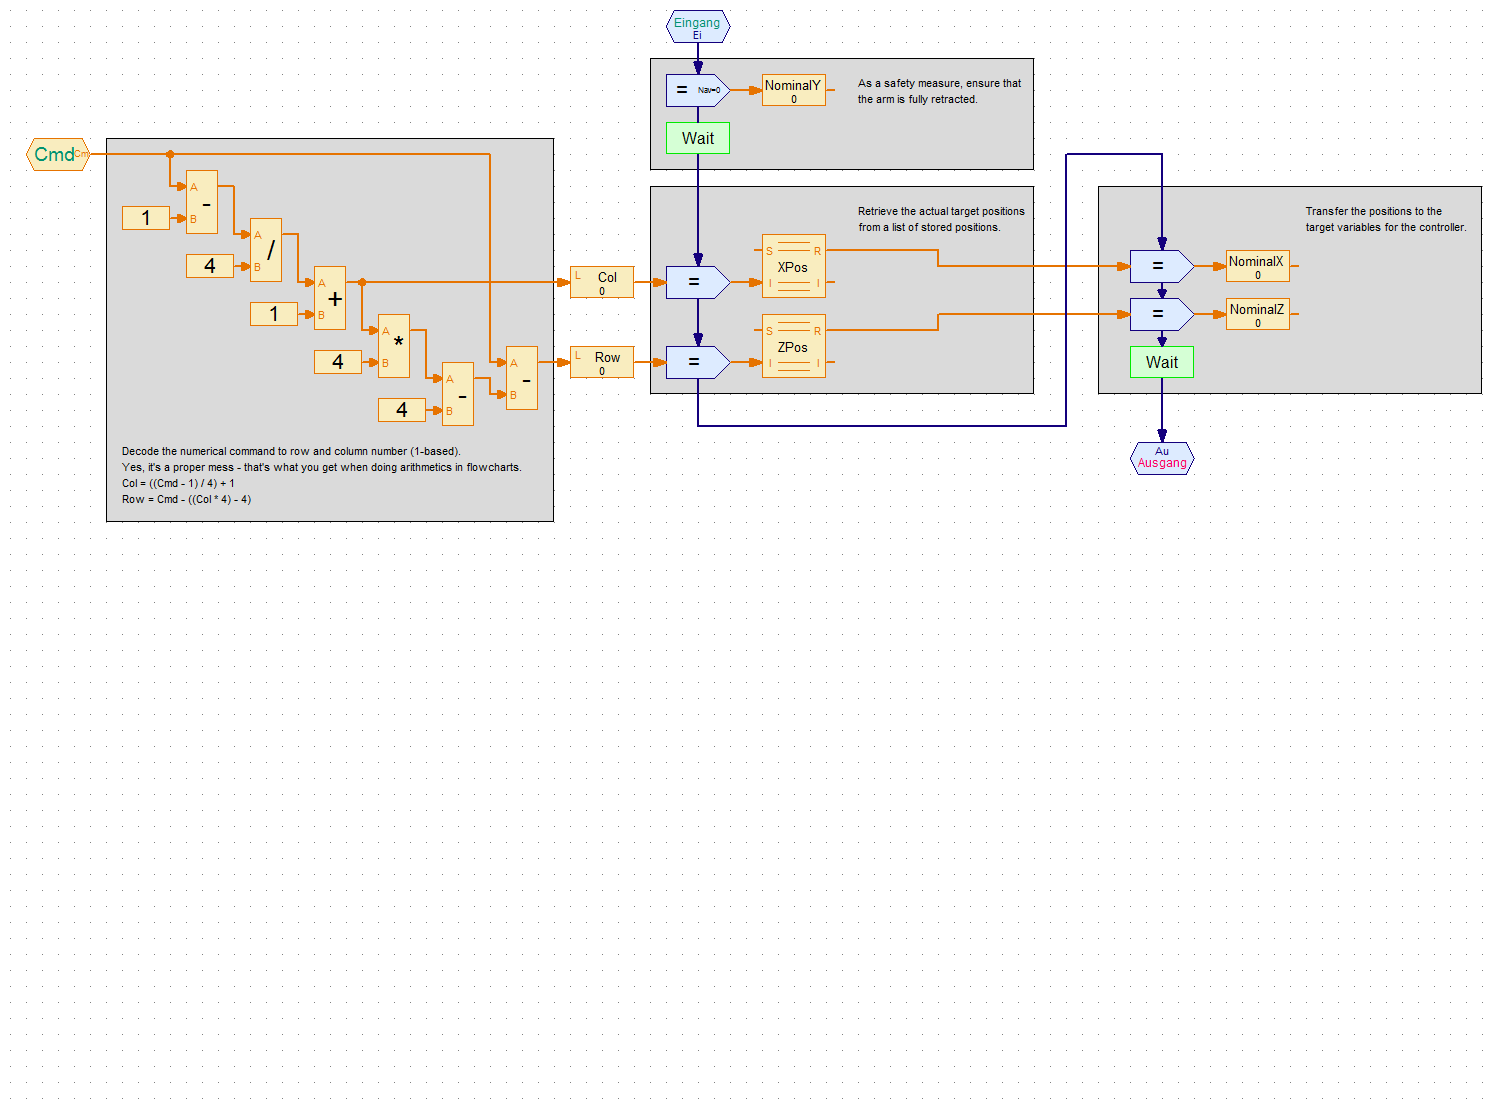 Eingang
Ei
= Nav=0
NominalY
0
As a safety measure, ensure that
the arm is fully retracted.
Wait
Cmd
A
B
-
1
A
B
/
4
A
B
+
1
A
B
*
4
A
B
-
4
A
B
-
Decode the numerical command to row and column number (1-based).
Yes, it's a proper mess - that's what you get when doing arithmetics in flowcharts.
Col = ((Cmd - 1) / 4) + 1
Row = Cmd - ((Col * 4) - 4)
L Col
0
L Row
0
Retrieve the actual target positions
from a list of stored positions.
=
S R
XPos
I I
=
S R
ZPos
I I
Transfer the positions to the
target variables for the controller.
=
NominalX
0
=
NominalZ
0
Wait
Au
Ausgang